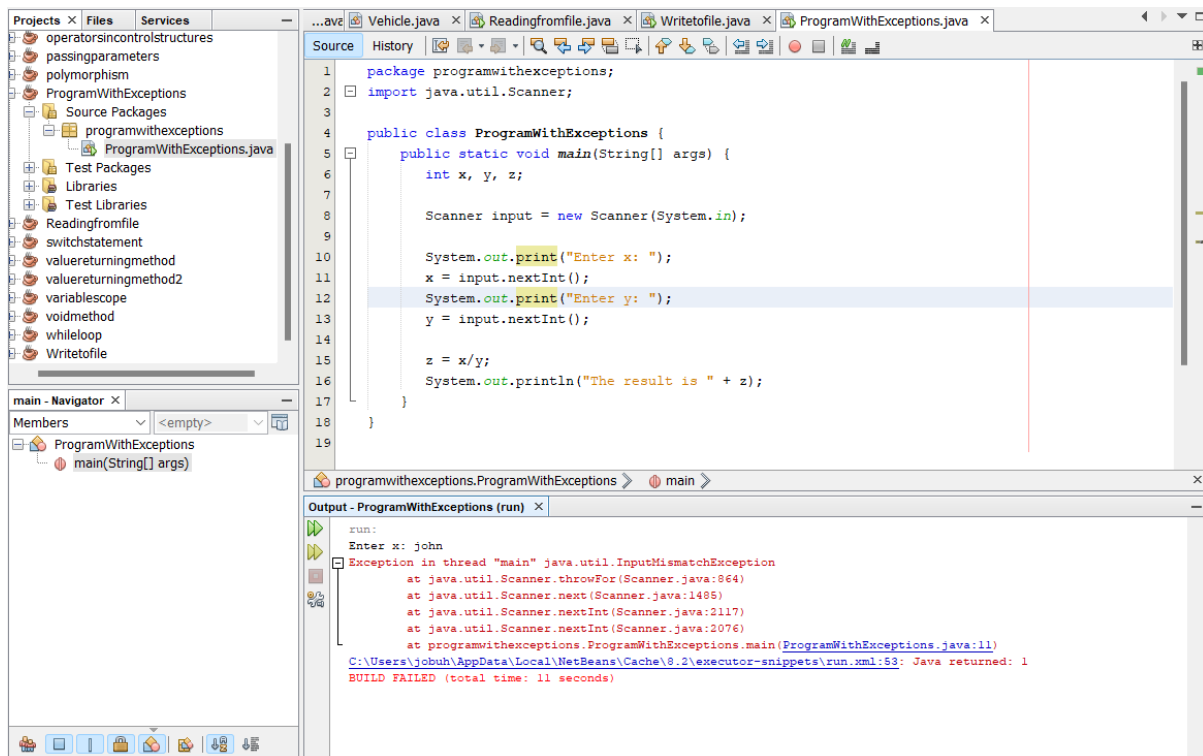 Projects × Files Services
operatorsincontrolstructures
passingparameters
polymorphism
ProgramWithExceptions
Source Packages
programwithexceptions
ProgramWithExceptions.java
Test Packages
Libraries
Test Libraries
Readingfromfile
switchstatement
valuereturningmethod
valuereturningmethod2
variablescope
voidmethod
whileloop
Writetofile
main - Navigator ×
Members <empty>
ProgramWithExceptions
main(String[] args)
...ava Vehicle.java × Readingfromfile.java × Writetofile.java × ProgramWithExceptions.java ×
Source History
1 package programwithexceptions;
2 import java.util.Scanner;
3
4 public class ProgramWithExceptions {
5 public static void main(String[] args) {
6 int x, y, z;
7
8 Scanner input = new Scanner(System.in);
9
10 System.out.print("Enter x: ");
11 x = input.nextInt();
12 System.out.print("Enter y: ");
13 y = input.nextInt();
14
15 z = x/y;
16 System.out.println("The result is " + z);
17 }
18 }
19
programwithexceptions.ProgramWithExceptions main
Output - ProgramWithExceptions (run) ×
run:
Enter x: john
Exception in thread "main" java.util.InputMismatchException
at java.util.Scanner.throwFor(Scanner.java:864)
at java.util.Scanner.next(Scanner.java:1485)
at java.util.Scanner.nextInt(Scanner.java:2117)
at java.util.Scanner.nextInt(Scanner.java:2076)
at programwithexceptions.ProgramWithExceptions.main(ProgramWithExceptions.java:11)
C:\Users\jobuh\AppData\Local\NetBeans\Cache\8.2\executor-snippets\run.xml:53: Java returned: 1
BUILD FAILED (total time: 11 seconds)